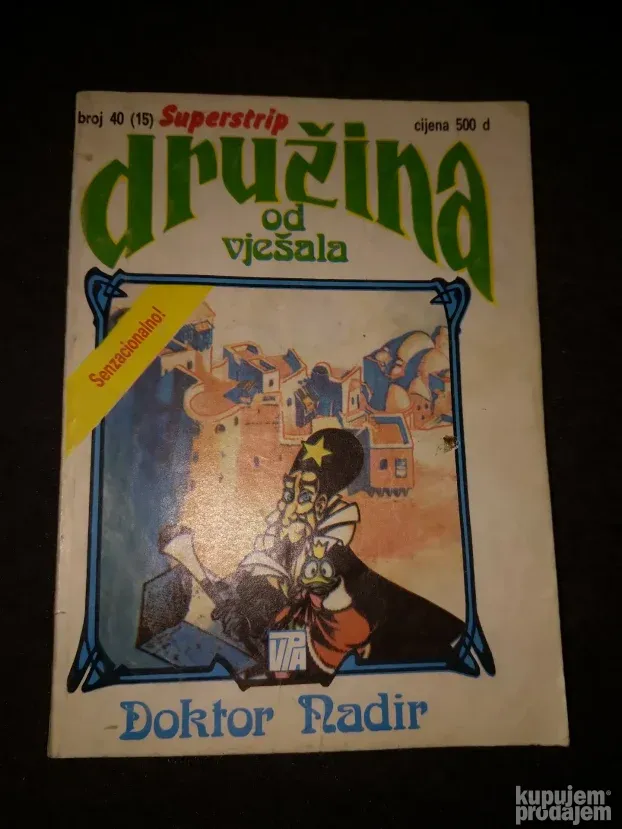 broj 40 (15) Superstrip cijena 500 d
družina
od
vješala
Senzacionalno!
VPA
Doktor Nadir
kupujem
prodajem